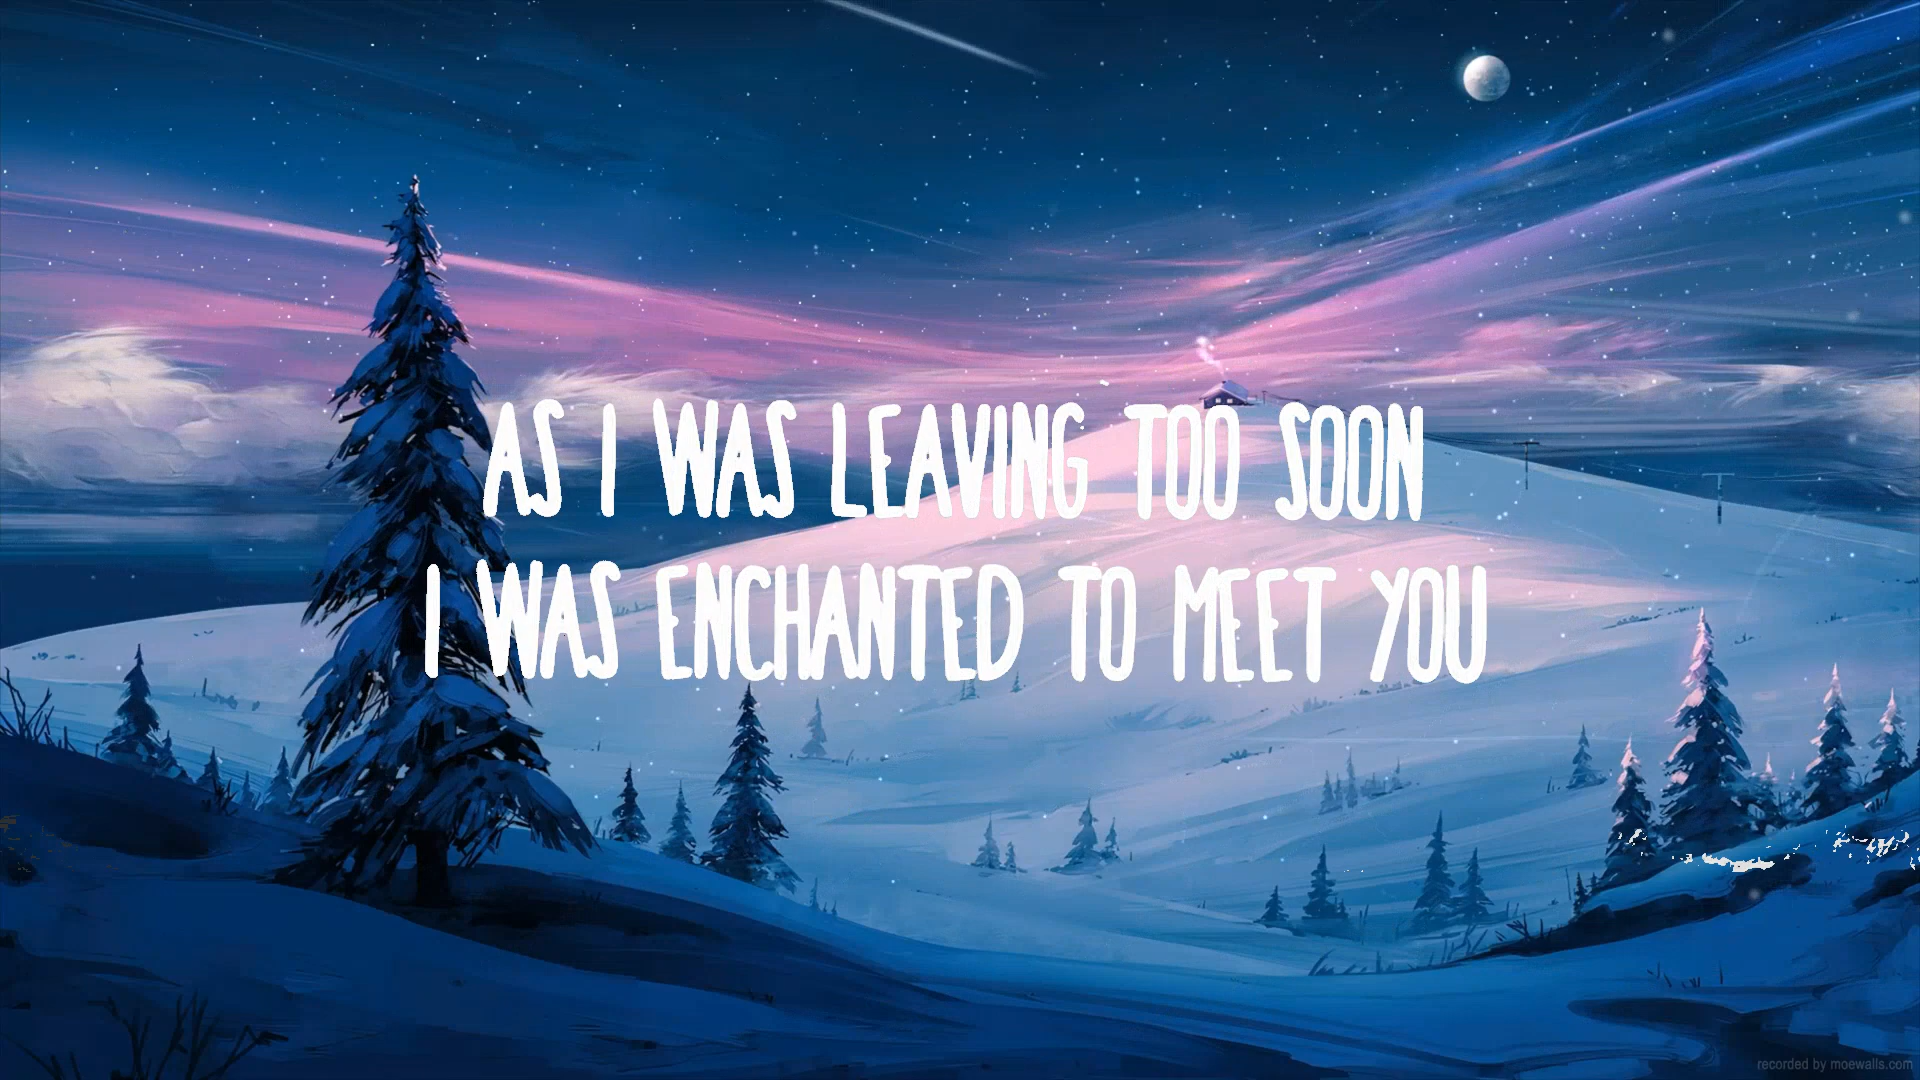 AS I WAS LEAVING TOO SOON
I WAS ENCHANTED TO MEET YOU
recorded by moewalls.com